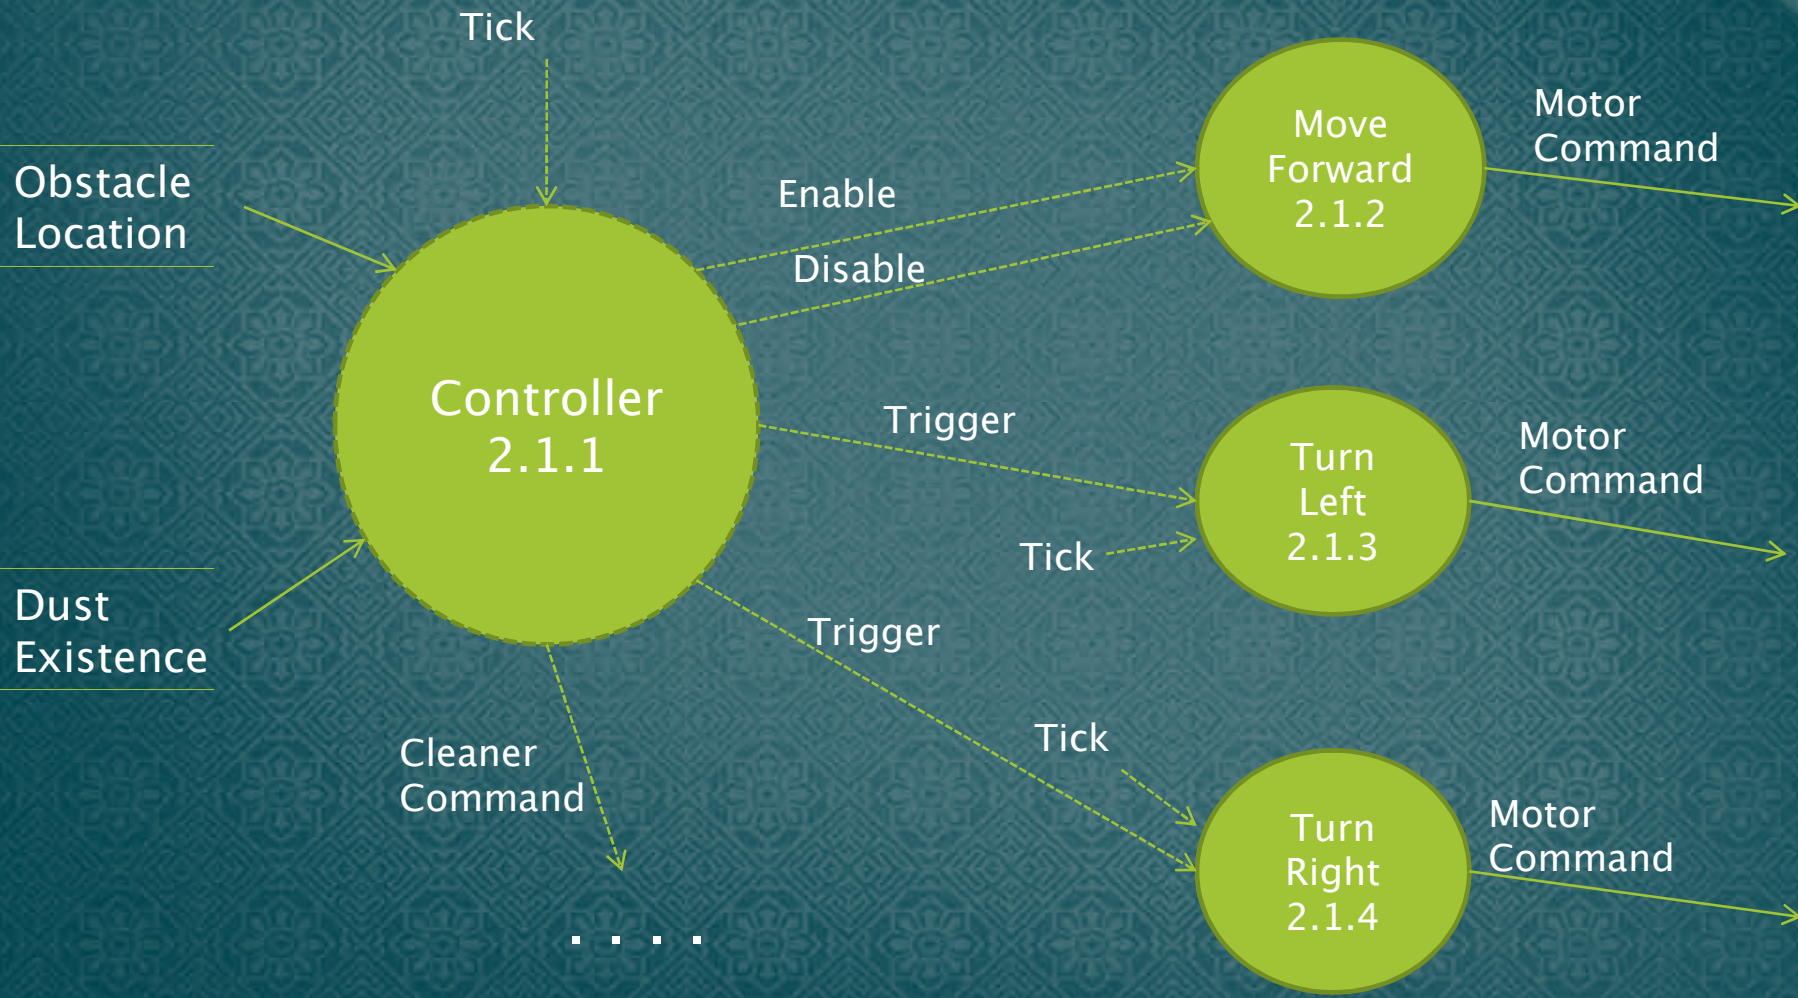 Tick
Obstacle
Location
Enable
Disable
Move
Forward
2.1.2
Motor
Command
Controller
2.1.1
Trigger
Tick
Turn
Left
2.1.3
Motor
Command
Dust
Existence
Trigger
Cleaner
Command
Tick
Turn
Right
2.1.4
Motor
Command
. . . .